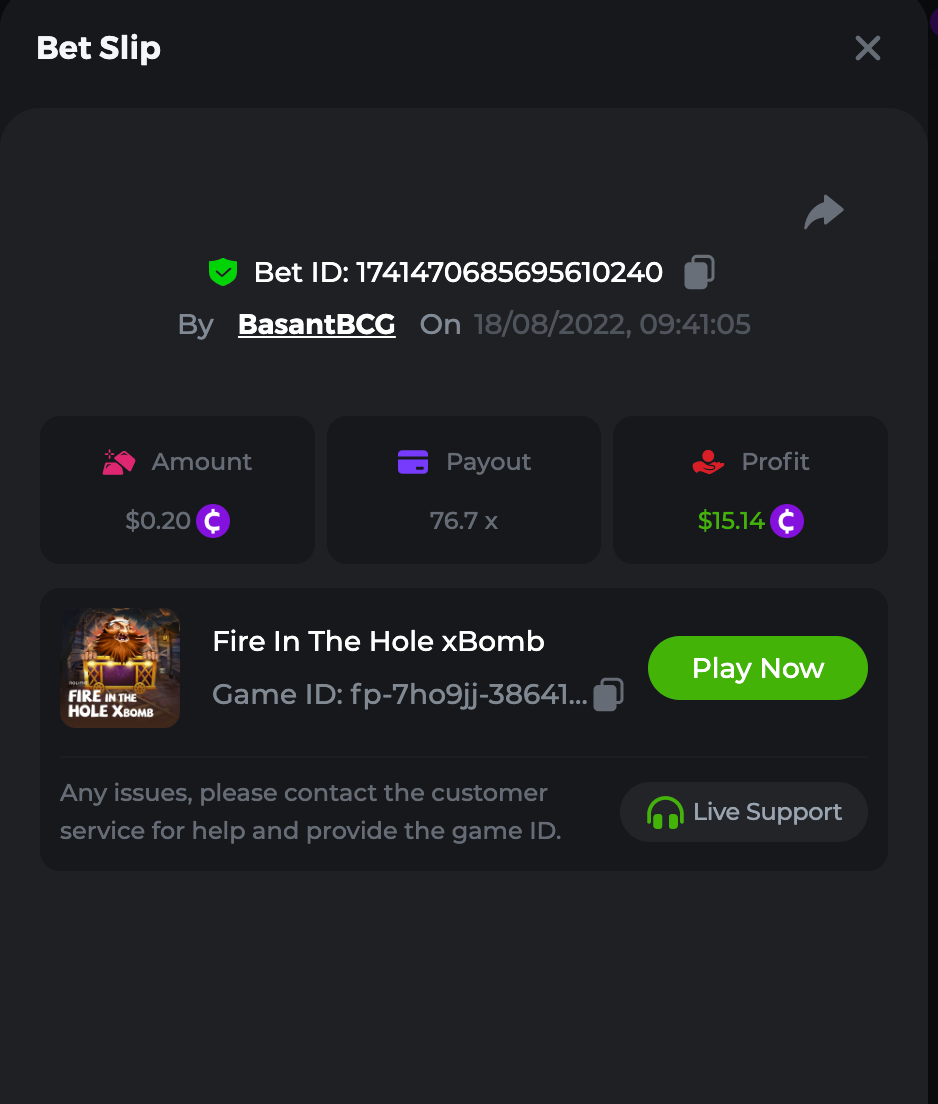 Bet Slip
Bet ID: 1741470685695610240
By BasantBCG On 18/08/2022, 09:41:05
Amount
$0.20
Payout
76.7 x
Profit
$15.14
FIRE IN THE
HOLE XBOMB
Fire In The Hole xBomb
Game ID: fp-7ho9jj-38641...
Play Now
Any issues, please contact the customer
service for help and provide the game ID.
Live Support